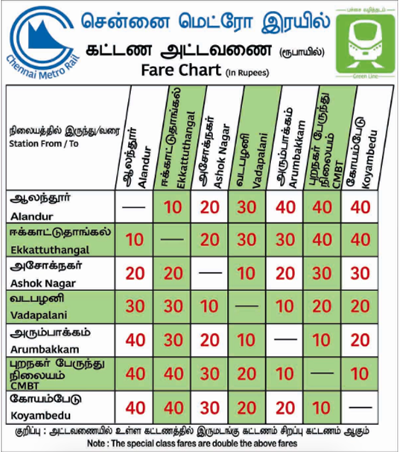 சென்னை மெட்ரோ இரயில்
கட்டண அட்டவணை (ரூபாயில்)
Fare Chart (In Rupees)
Chennai Metro Rail
Green Line
நிலையத்தில் இருந்து/வரை
Station From / To
ஆலந்தூர் Alandur
ஈக்காட்டுதாங்கல் Ekkattuthangal
அசோக்நகர் Ashok Nagar
வடபழனி Vadapalani
அரும்பாக்கம் Arumbakkam
புறநகர் பேருந்து நிலையம் CMBT
கோயம்பேடு Koyambedu
ஆலந்தூர்
Alandur — 10 20 30 40 40 40
ஈக்காட்டுதாங்கல்
Ekkattuthangal 10 — 20 30 30 40 40
அசோக்நகர்
Ashok Nagar 20 20 — 10 20 30 30
வடபழனி
Vadapalani 30 30 10 — 10 20 20
அரும்பாக்கம்
Arumbakkam 40 30 20 10 — 10 20
புறநகர் பேருந்து
நிலையம்
CMBT 40 40 30 20 10 — 10
கோயம்பேடு
Koyambedu 40 40 30 20 20 10 —
குறிப்பு : அட்டவணையில் உள்ள கட்டணத்தில் இருமடங்கு கட்டணம் சிறப்பு கட்டணம் ஆகும்
Note : The special class fares are double the above fares